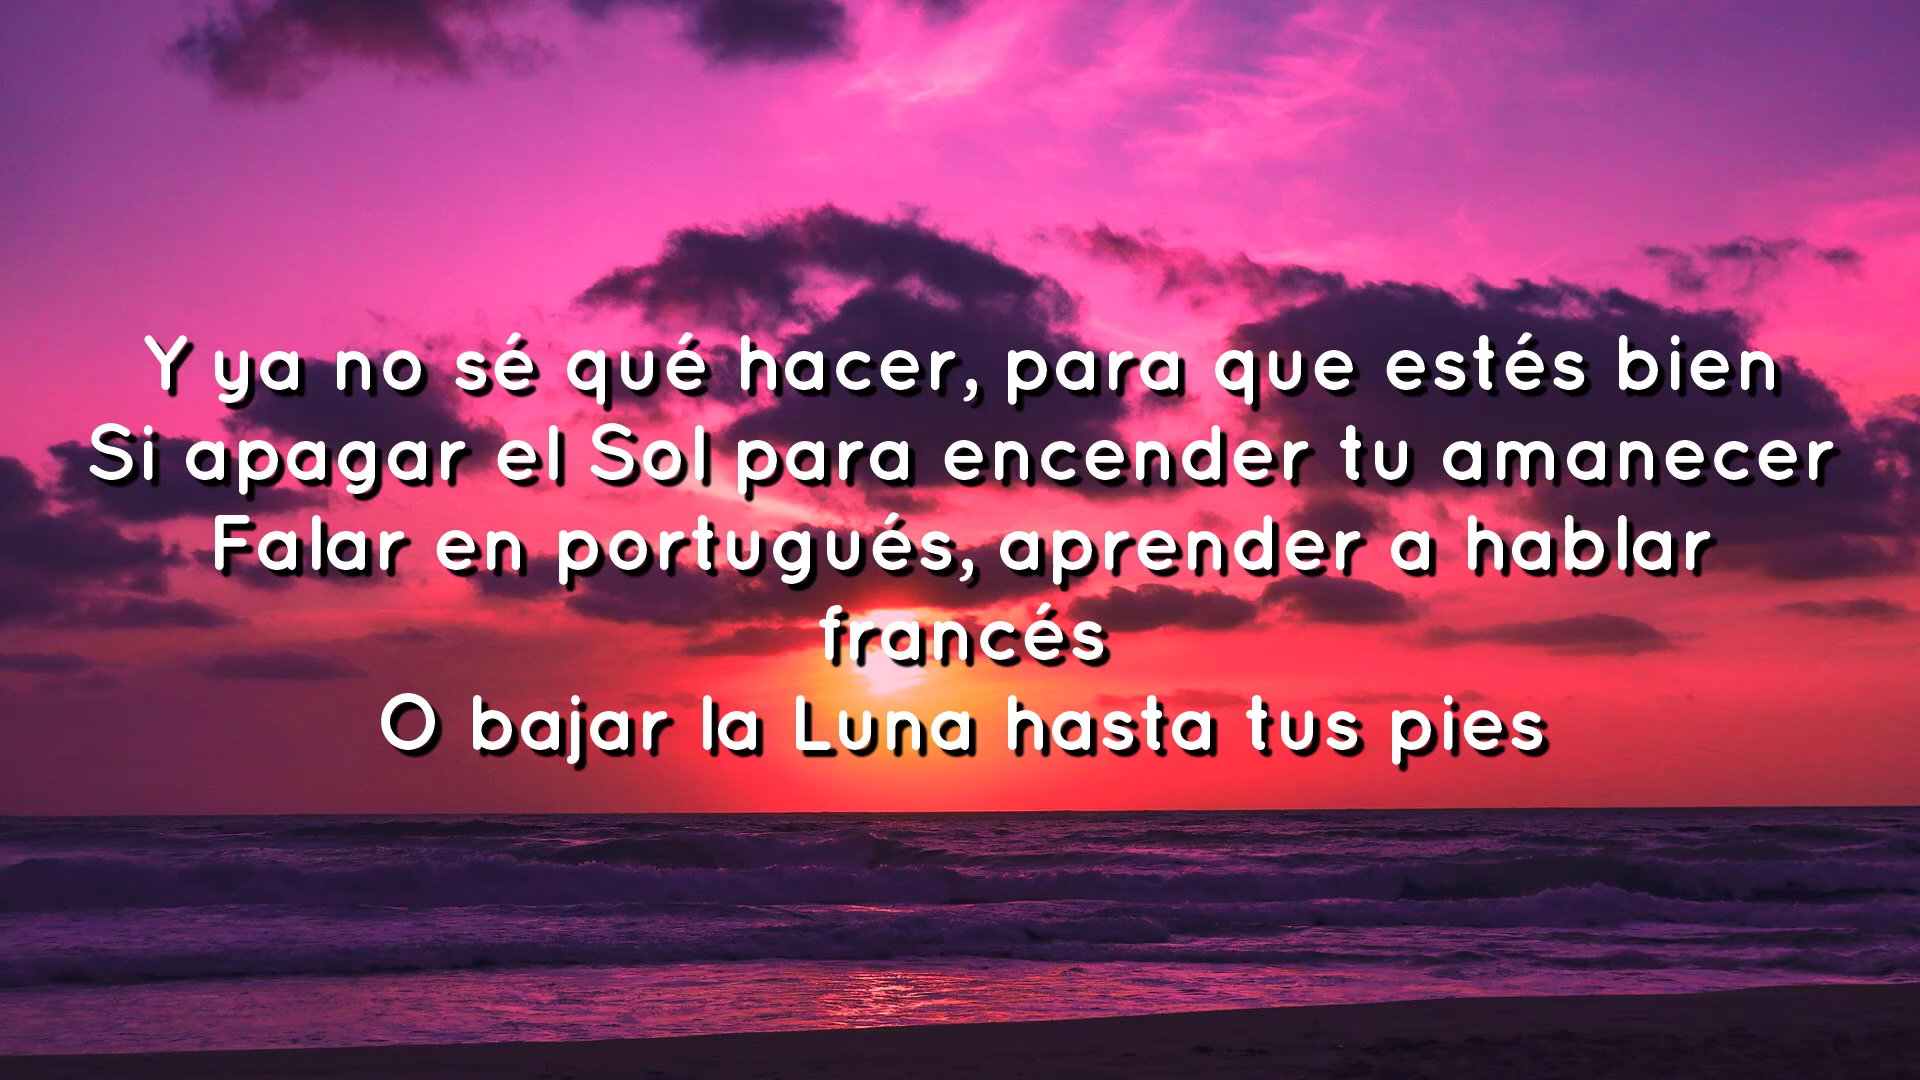 Y ya no sé qué hacer, para que estés bien
Si apagar el Sol para encender tu amanecer
Falar en portugués, aprender a hablar
francés
O bajar la Luna hasta tus pies